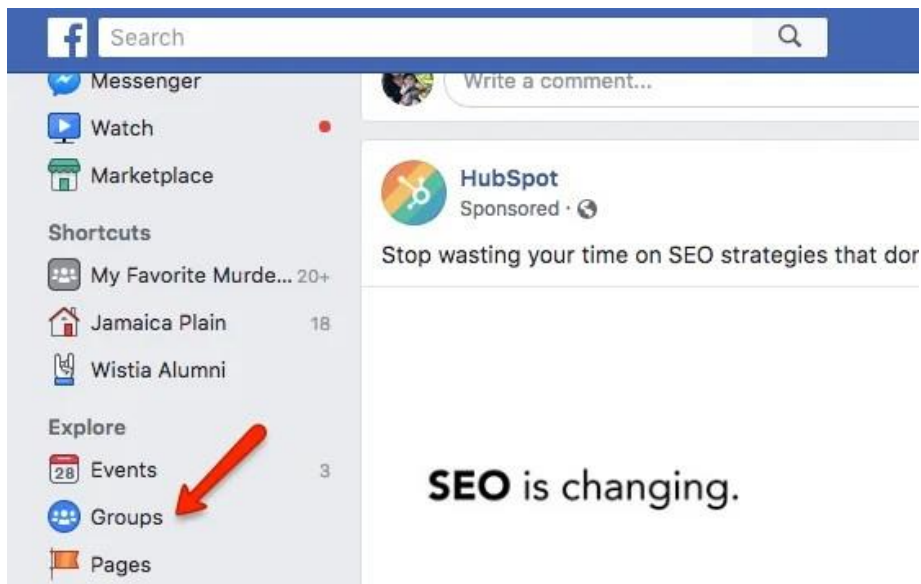 f Search
Messenger
Watch
Marketplace
Shortcuts
My Favorite Murde... 20+
Jamaica Plain 18
Wistia Alumni
Explore
28 Events 3
Groups
Pages
Write a comment...
HubSpot
Sponsored ·
Stop wasting your time on SEO strategies that don
SEO is changing.